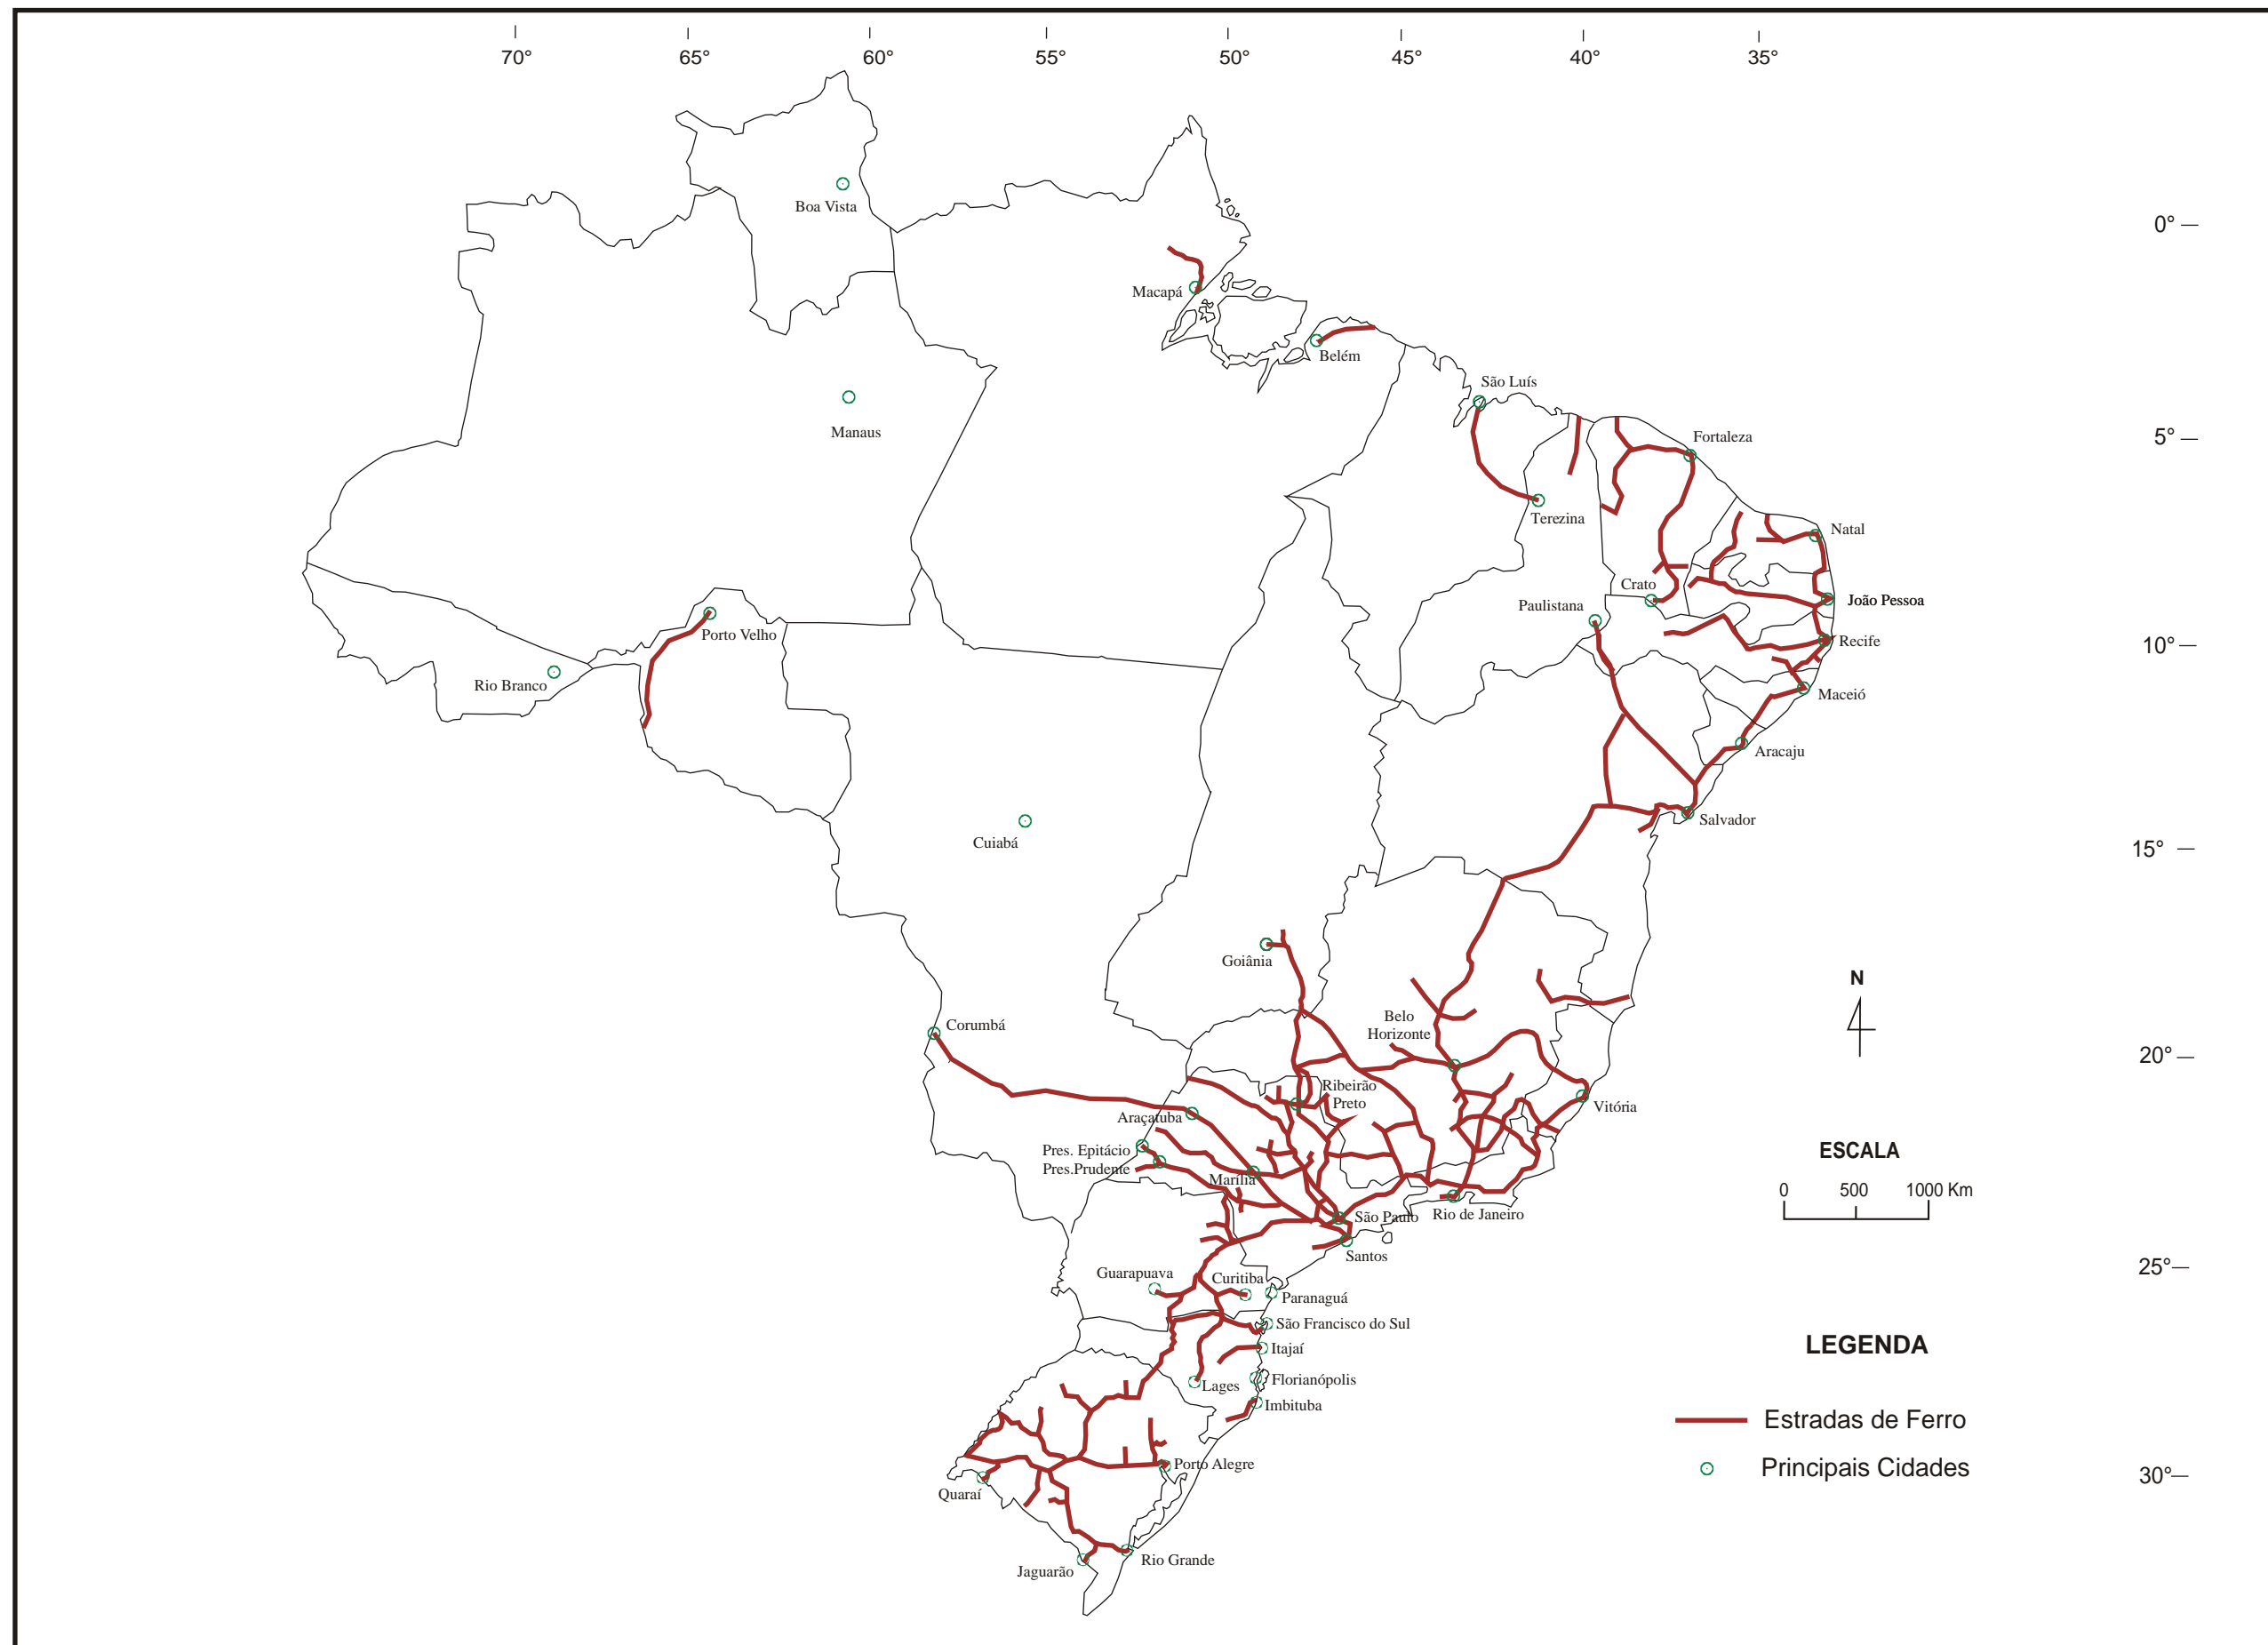 70°
65°
60°
55°
50°
45°
40°
35°
Boa Vista
0°
Macapá
Belém
São Luís
Manaus
Fortaleza
5°
Terezina
Natal
Crato
Paulistana
João Pessoa
Porto Velho
Recife
10°
Rio Branco
Maceió
Aracaju
Salvador
Cuiabá
15°
Goiânia
N
Corumbá
Belo
Horizonte
20°
Ribeirão
Preto
Araçatuba
Vitória
Pres. Epitácio
Pres.Prudente
Marília
ESCALA
0 500 1000 Km
São Paulo
Rio de Janeiro
Santos
25°
Guarapuava
Curitiba
Paranaguá
São Francisco do Sul
Itajaí
LEGENDA
Florianópolis
Lages
Imbituba
Estradas de Ferro
Porto Alegre
Principais Cidades
30°
Quaraí
Rio Grande
Jaguarão